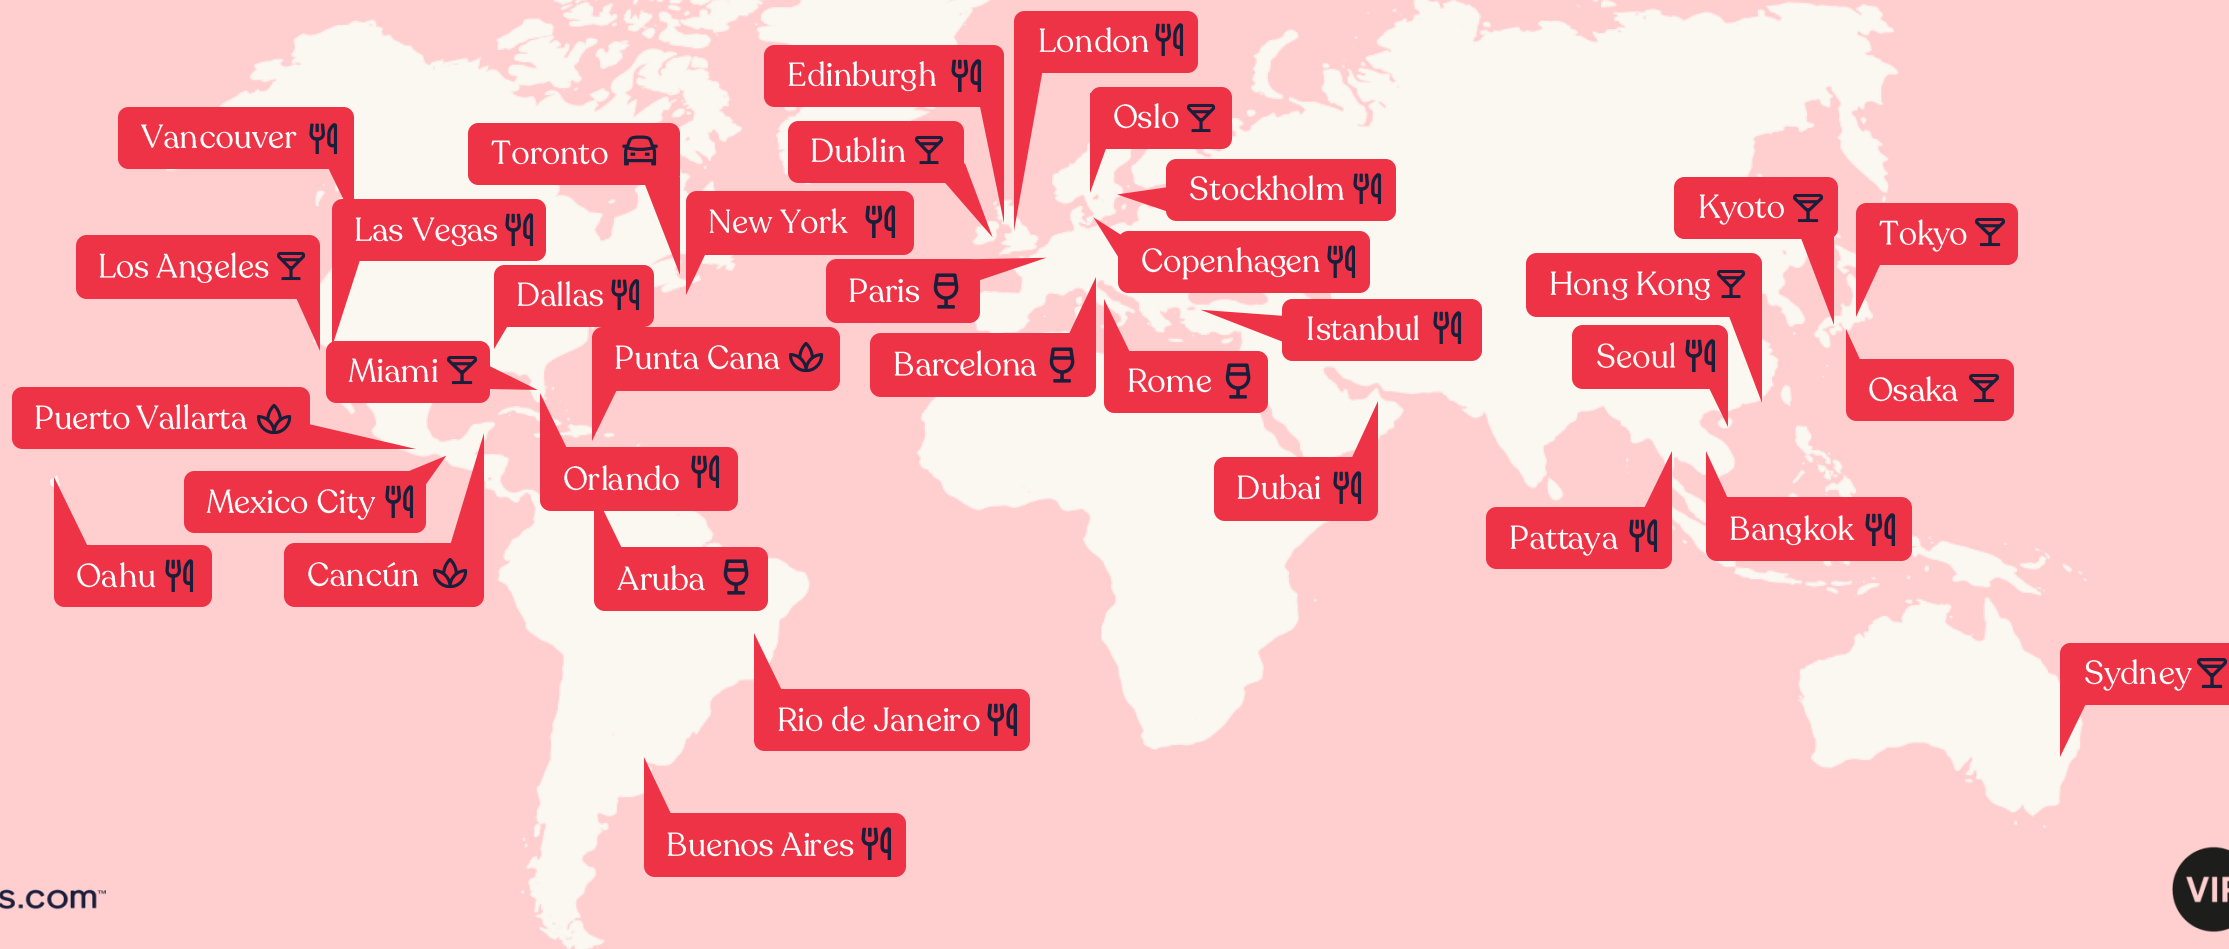 London
Edinburgh
Oslo
Vancouver
Toronto
Dublin
Stockholm
Kyoto
Las Vegas
New York
Tokyo
Los Angeles
Copenhagen
Hong Kong
Dallas
Paris
Istanbul
Punta Cana
Seoul
Miami
Barcelona
Rome
Osaka
Puerto Vallarta
Orlando
Dubai
Mexico City
Bangkok
Pattaya
Oahu
Cancún
Aruba
Sydney
Rio de Janeiro
Buenos Aires
s.com™
VIP